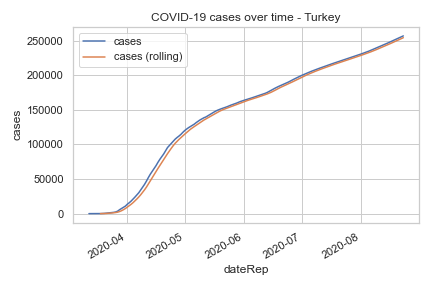 COVID-19 cases over time - Turkey
cases
cases (rolling)
250000
200000
150000
100000
50000
0
cases
2020-04
2020-05
2020-06
2020-07
2020-08
dateRep